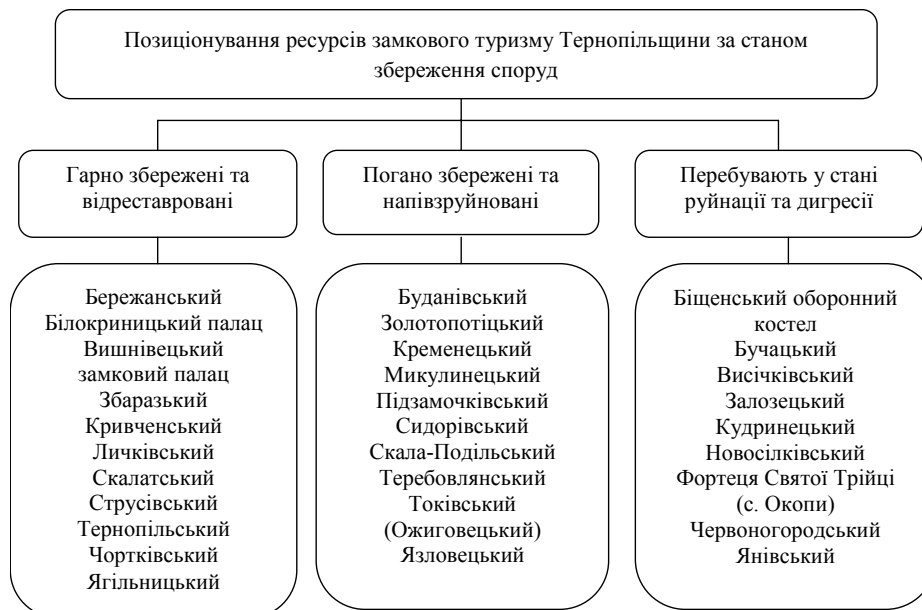 Позиціонування ресурсів замкового туризму Тернопільщини за станом
збереження споруд
Гарно збережені та
відреставровані
Погано збережені та
напівзруйновані
Перебувають у стані
руйнації та дигресії
Бережанський
Білокриницький палац
Вишнівецький
замковий палац
Збаразький
Кривченський
Личківський
Скалатський
Струсівський
Тернопільський
Чортківський
Ягільницький
Буданівський
Золотопотіцький
Кременецький
Микулинецький
Підзамочківський
Сидорівський
Скала-Подільський
Теребовлянський
Токівський
(Ожиговецький)
Язловецький
Біщенський оборонний
костел
Бучацький
Висічківський
Залозецький
Кудринецький
Новосілківський
Фортеця Святої Трійці
(с. Окопи)
Червоногородський
Янівський